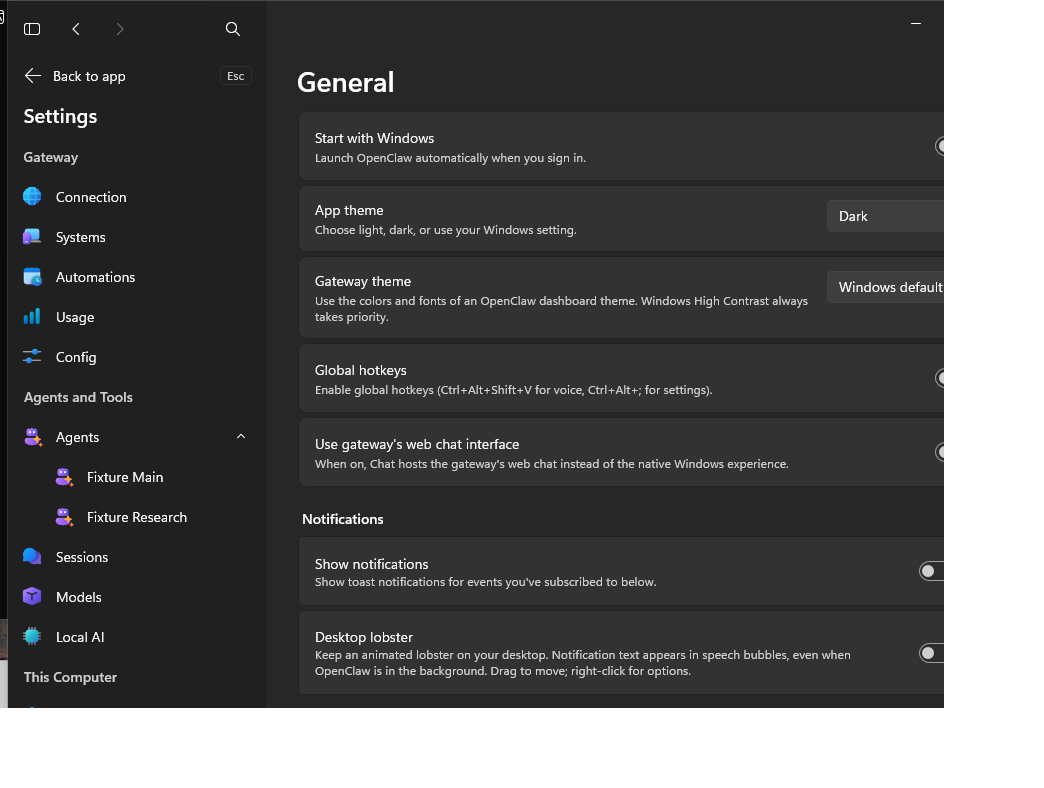 Back to app
Esc
Settings
Gateway
Connection
Systems
Automations
Usage
Config
Agents and Tools
Agents
Fixture Main
Fixture Research
Sessions
Models
Local AI
This Computer
General
Start with Windows
Launch OpenClaw automatically when you sign in.
App theme
Choose light, dark, or use your Windows setting.
Dark
Gateway theme
Use the colors and fonts of an OpenClaw dashboard theme. Windows High Contrast always
takes priority.
Windows default
Global hotkeys
Enable global hotkeys (Ctrl+Alt+Shift+V for voice, Ctrl+Alt+; for settings).
Use gateway's web chat interface
When on, Chat hosts the gateway's web chat instead of the native Windows experience.
Notifications
Show notifications
Show toast notifications for events you've subscribed to below.
Desktop lobster
Keep an animated lobster on your desktop. Notification text appears in speech bubbles, even when
OpenClaw is in the background. Drag to move; right-click for options.